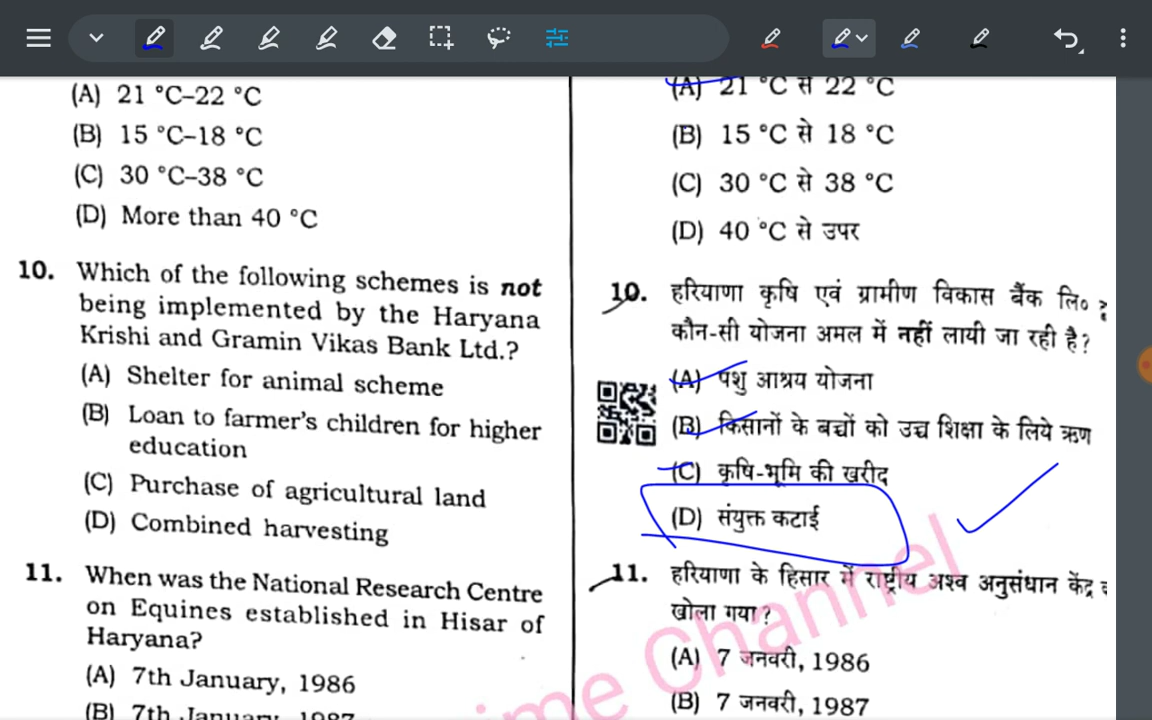 (A) 21 °C–22 °C
(B) 15 °C–18 °C
(C) 30 °C–38 °C
(D) More than 40 °C
10. Which of the following schemes is not
being implemented by the Haryana
Krishi and Gramin Vikas Bank Ltd.?
(A) Shelter for animal scheme
(B) Loan to farmer's children for higher
education
(C) Purchase of agricultural land
(D) Combined harvesting
11. When was the National Research Centre
on Equines established in Hisar of
Haryana?
(A) 7th January, 1986
(B) 7th January, 1987
(A) 21 °C से 22 °C
(B) 15 °C से 18 °C
(C) 30 °C से 38 °C
(D) 40 °C से उपर
10. हरियाणा कृषि एवं ग्रामीण विकास बैंक लि०
कौन-सी योजना अमल में नहीं लायी जा रही है?
(A) पशु आश्रय योजना
(B) किसानों के बच्चों को उच्च शिक्षा के लिये ऋण
(C) कृषि-भूमि की खरीद
(D) संयुक्त कटाई
11. हरियाणा के हिसार में राष्ट्रीय अश्व अनुसंधान केंद्र
खोला गया?
(A) 7 जनवरी, 1986
(B) 7 जनवरी, 1987
Channel